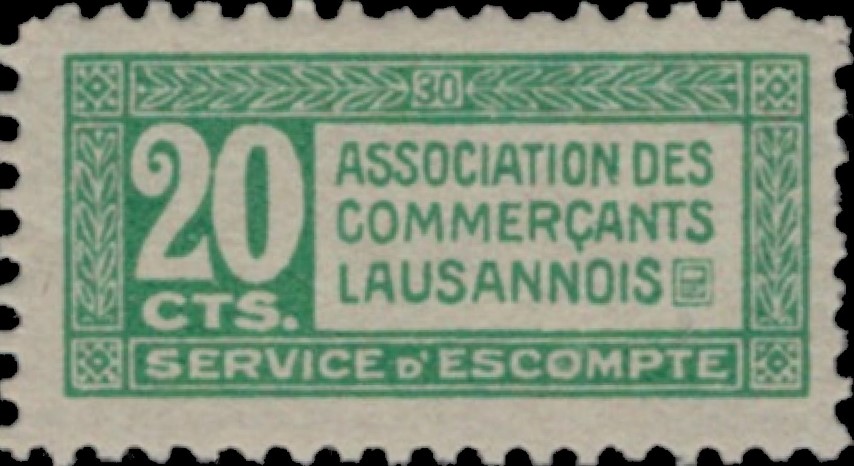 30
20
CTS.
ASSOCIATION DES
COMMERÇANTS
LAUSANNOIS
SERVICE D'ESCOMPTE